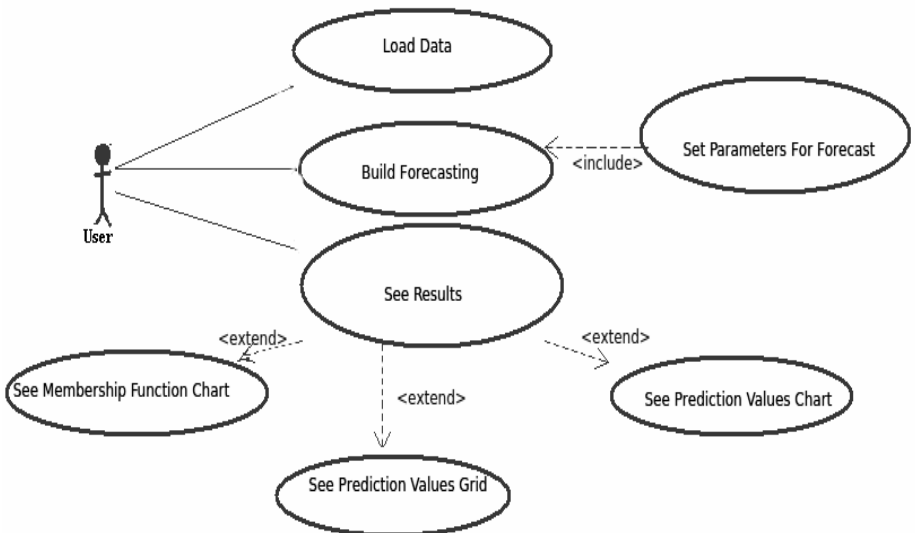 Load Data
Set Parameters For Forecast
<include>
Build Forecasting
User
See Results
<extend>
<extend>
See Membership Function Chart
<extend>
See Prediction Values Chart
See Prediction Values Grid